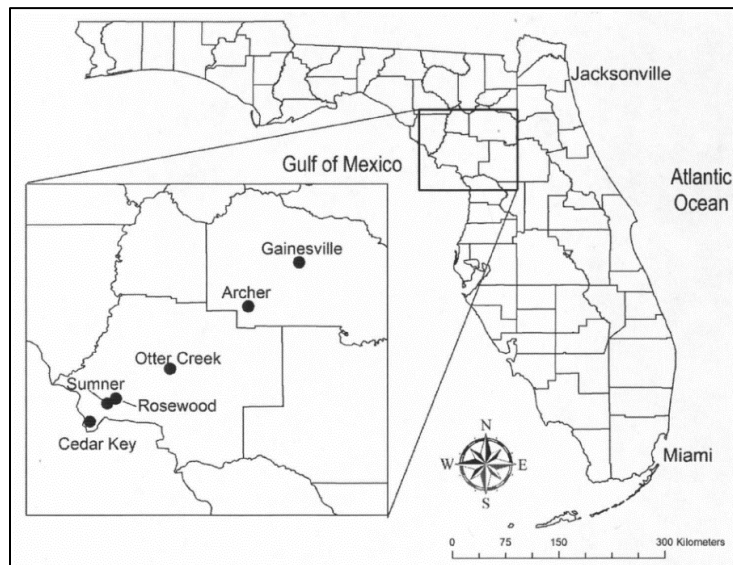 Jacksonville
Gulf of Mexico
Atlantic
Ocean
Gainesville
Archer
Otter Creek
Sumner
Rosewood
Cedar Key
Miami
N
W E
S
0 75 150 300 Kilometers